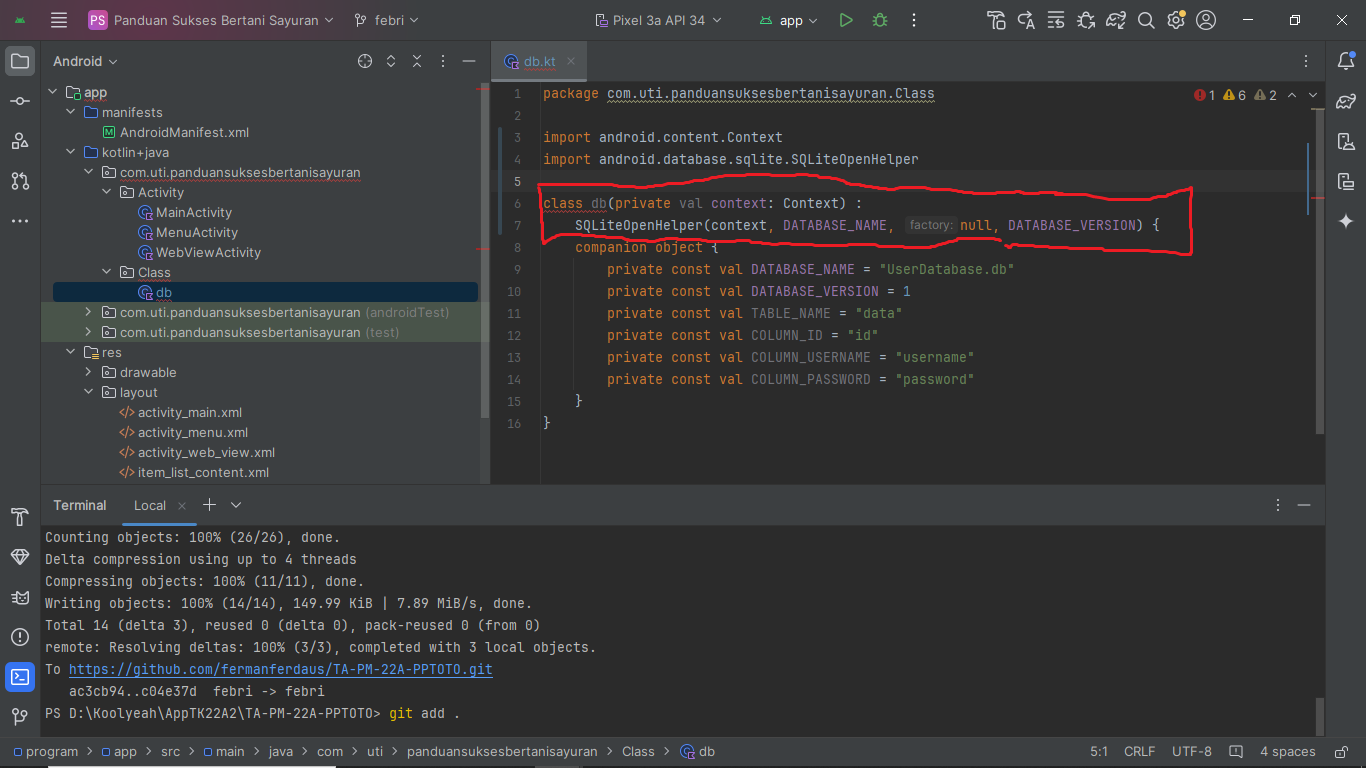 PS Panduan Sukses Bertani Sayuran febri Pixel 3a API 34 app
Android
app
manifests
AndroidManifest.xml
kotlin+java
com.uti.panduansuksesbertanisayuran
Activity
MainActivity
MenuActivity
WebViewActivity
Class
db
com.uti.panduansuksesbertanisayuran (androidTest)
com.uti.panduansuksesbertanisayuran (test)
res
drawable
layout
activity_main.xml
activity_menu.xml
activity_web_view.xml
item_list_content.xml
db.kt
1 6 2
1 package com.uti.panduansuksesbertanisayuran.Class
2
3 import android.content.Context
4 import android.database.sqlite.SQLiteOpenHelper
5
6 class db(private val context: Context) :
7 SQLiteOpenHelper(context, DATABASE_NAME, factory: null, DATABASE_VERSION) {
8 companion object {
9 private const val DATABASE_NAME = "UserDatabase.db"
10 private const val DATABASE_VERSION = 1
11 private const val TABLE_NAME = "data"
12 private const val COLUMN_ID = "id"
13 private const val COLUMN_USERNAME = "username"
14 private const val COLUMN_PASSWORD = "password"
15 }
16 }
Terminal Local
Counting objects: 100% (26/26), done.
Delta compression using up to 4 threads
Compressing objects: 100% (11/11), done.
Writing objects: 100% (14/14), 149.99 KiB | 7.89 MiB/s, done.
Total 14 (delta 3), reused 0 (delta 0), pack-reused 0 (from 0)
remote: Resolving deltas: 100% (3/3), completed with 3 local objects.
To https://github.com/fermanferdaus/TA-PM-22A-PPTOTO.git
ac3cb94..c04e37d febri -> febri
PS D:\Koolyeah\AppTK22A2\TA-PM-22A-PPTOTO> git add .
program > app > src > main > java > com > uti > panduansuksesbertanisayuran > Class > db 5:1 CRLF UTF-8 4 spaces